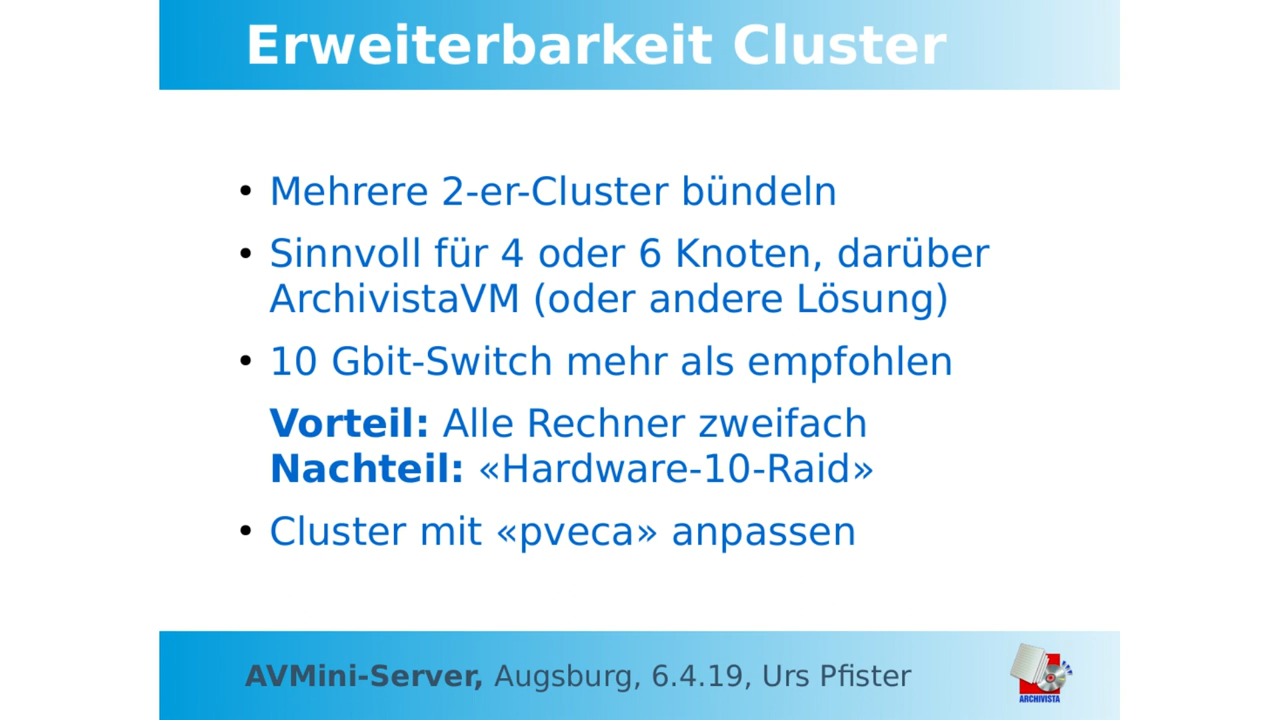 Erweiterbarkeit Cluster
• Mehrere 2-er-Cluster bündeln
• Sinnvoll für 4 oder 6 Knoten, darüber
ArchivistaVM (oder andere Lösung)
• 10 Gbit-Switch mehr als empfohlen
Vorteil: Alle Rechner zweifach
Nachteil: «Hardware-10-Raid»
• Cluster mit «pveca» anpassen
AVMini-Server, Augsburg, 6.4.19, Urs Pfister
ARCHIVISTA